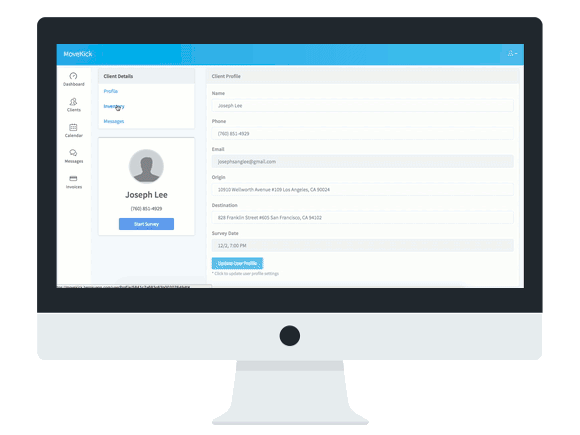 MoveKick
Dashboard
Clients
Calendar
Messages
Invoices
Client Details
Profile
Inventory
Messages
Joseph Lee
(760) 851-4929
Start Survey
Client Profile
Name
Joseph Lee
Phone
(760) 851-4929
Email
josephsanglee@gmail.com
Origin
10910 Wellworth Avenue #109 Los Angeles, CA 90024
Destination
828 Franklin Street #605 San Francisco, CA 94102
Survey Date
12/2, 7:00 PM
Update User Profile
* Click to update user profile settings